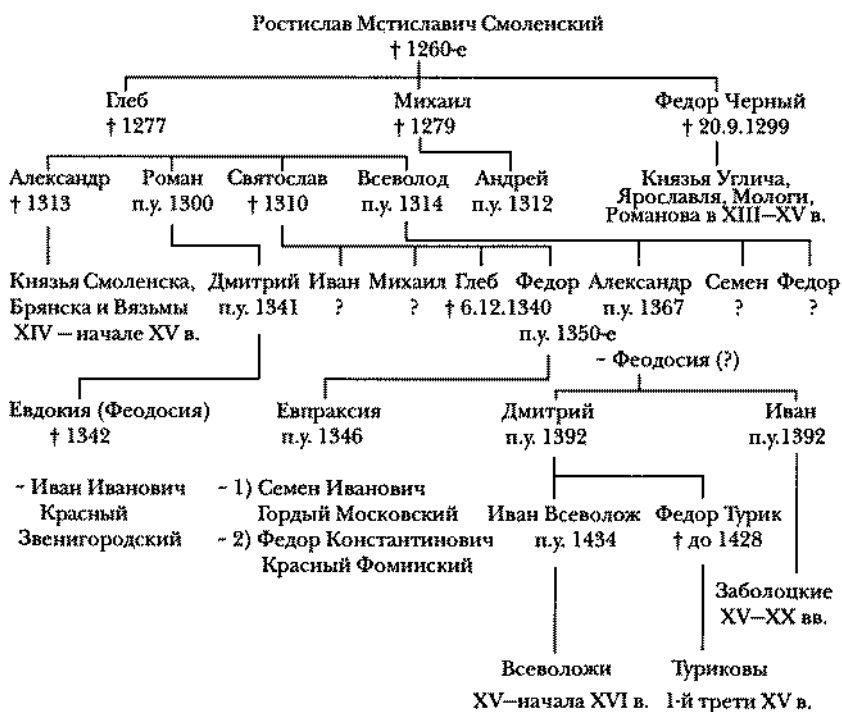 Ростислав Мстиславич Смоленский
† 1260-е
Глеб Михаил Федор Черный
† 1277 † 1279 † 20.9.1299
Александр Роман Святослав Всеволод Андрей Князья Углича,
† 1313 п.у. 1300 † 1310 п.у. 1314 п.у. 1312 Ярославля, Мологи,
Романова в XIII—XV в.
Князья Смоленска, Дмитрий Иван Михаил Глеб Федор Александр Семен Федор
Брянска и Вязьмы п.у. 1341 ? ? † 6.12.1340 п.у. 1367 ? ?
XIV — начале XV в. п.у. 1350-е
~ Феодосия (?)
Евдокия (Феодосия) Евпраксия Дмитрий Иван
† 1342 п.у. 1346 п.у. 1392 п.у.1392
~ Иван Иванович ~ 1) Семен Иванович
Красный Гордый Московский Иван Всеволож Федор Турик
Звенигородский ~ 2) Федор Константинович п.у. 1434 † до 1428
Красный Фоминский
Заболоцкие
XV—XX вв.
Всеволожи Туриковы
XV—начала XVI в. 1-й трети XV в.